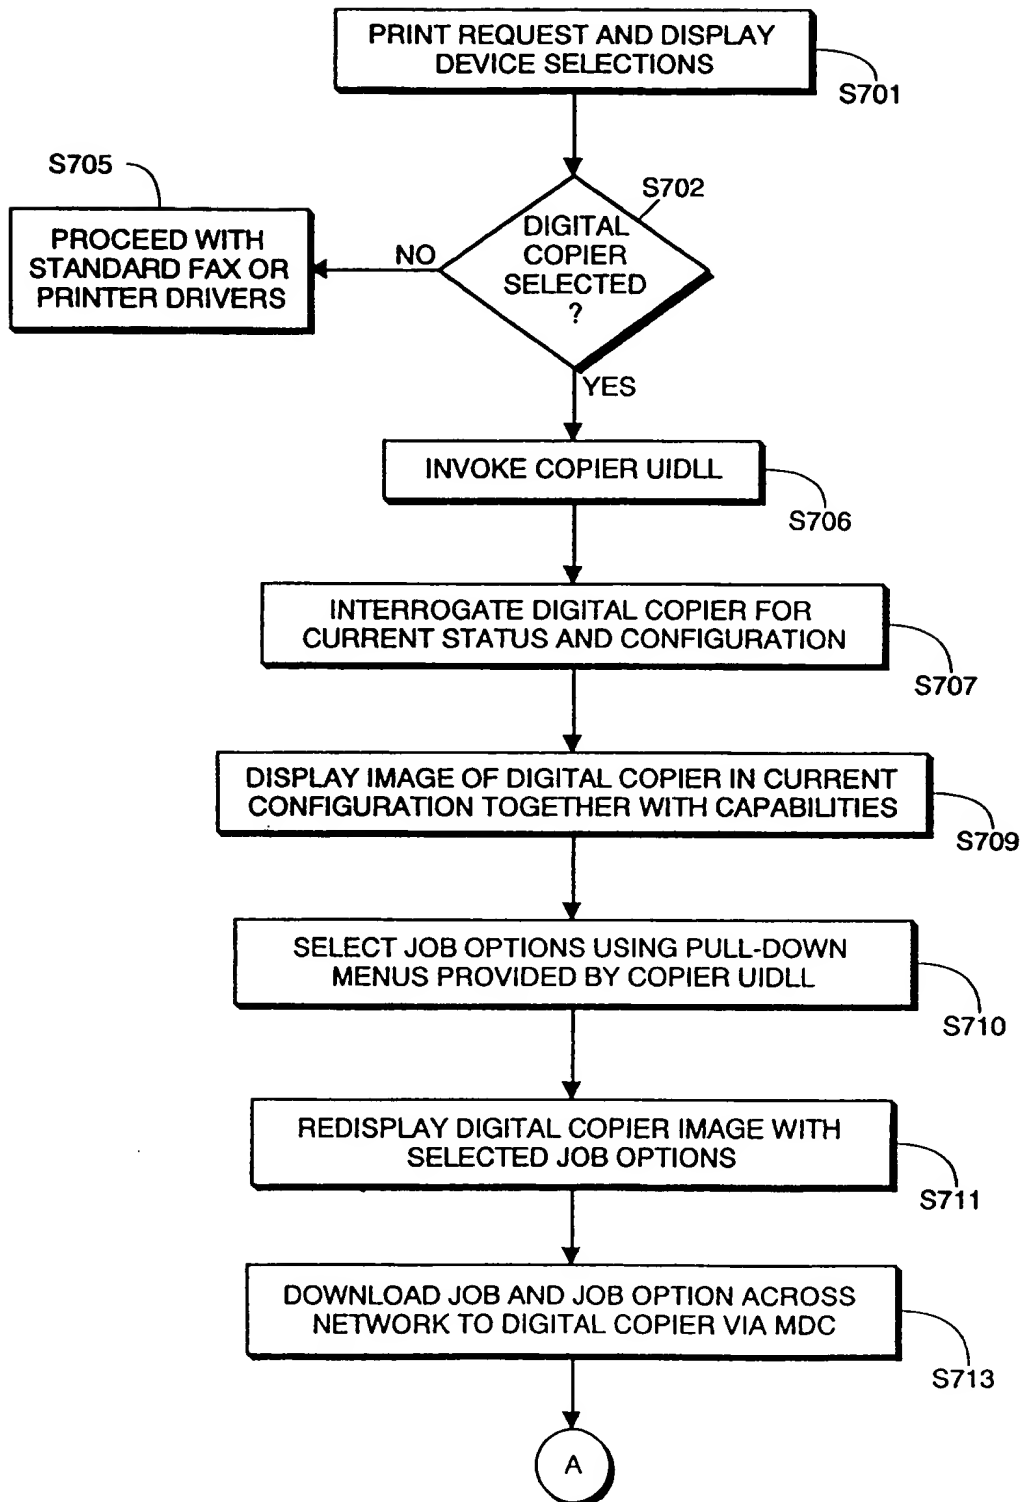 PRINT REQUEST AND DISPLAY
DEVICE SELECTIONS
S701
S705
S702
PROCEED WITH
STANDARD FAX OR
PRINTER DRIVERS
NO
DIGITAL
COPIER
SELECTED
?
YES
INVOKE COPIER UIDLL
S706
INTERROGATE DIGITAL COPIER FOR
CURRENT STATUS AND CONFIGURATION
S707
DISPLAY IMAGE OF DIGITAL COPIER IN CURRENT
CONFIGURATION TOGETHER WITH CAPABILITIES
S709
SELECT JOB OPTIONS USING PULL-DOWN
MENUS PROVIDED BY COPIER UIDLL
S710
REDISPLAY DIGITAL COPIER IMAGE WITH
SELECTED JOB OPTIONS
S711
DOWNLOAD JOB AND JOB OPTION ACROSS
NETWORK TO DIGITAL COPIER VIA MDC
S713
A